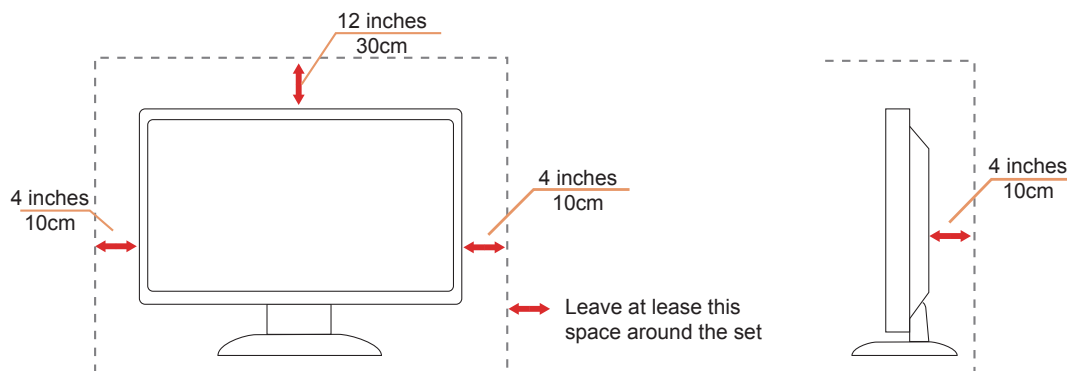 12 inches
30cm
4 inches
10cm
4 inches
10cm
4 inches
10cm
Leave at lease this
space around the set